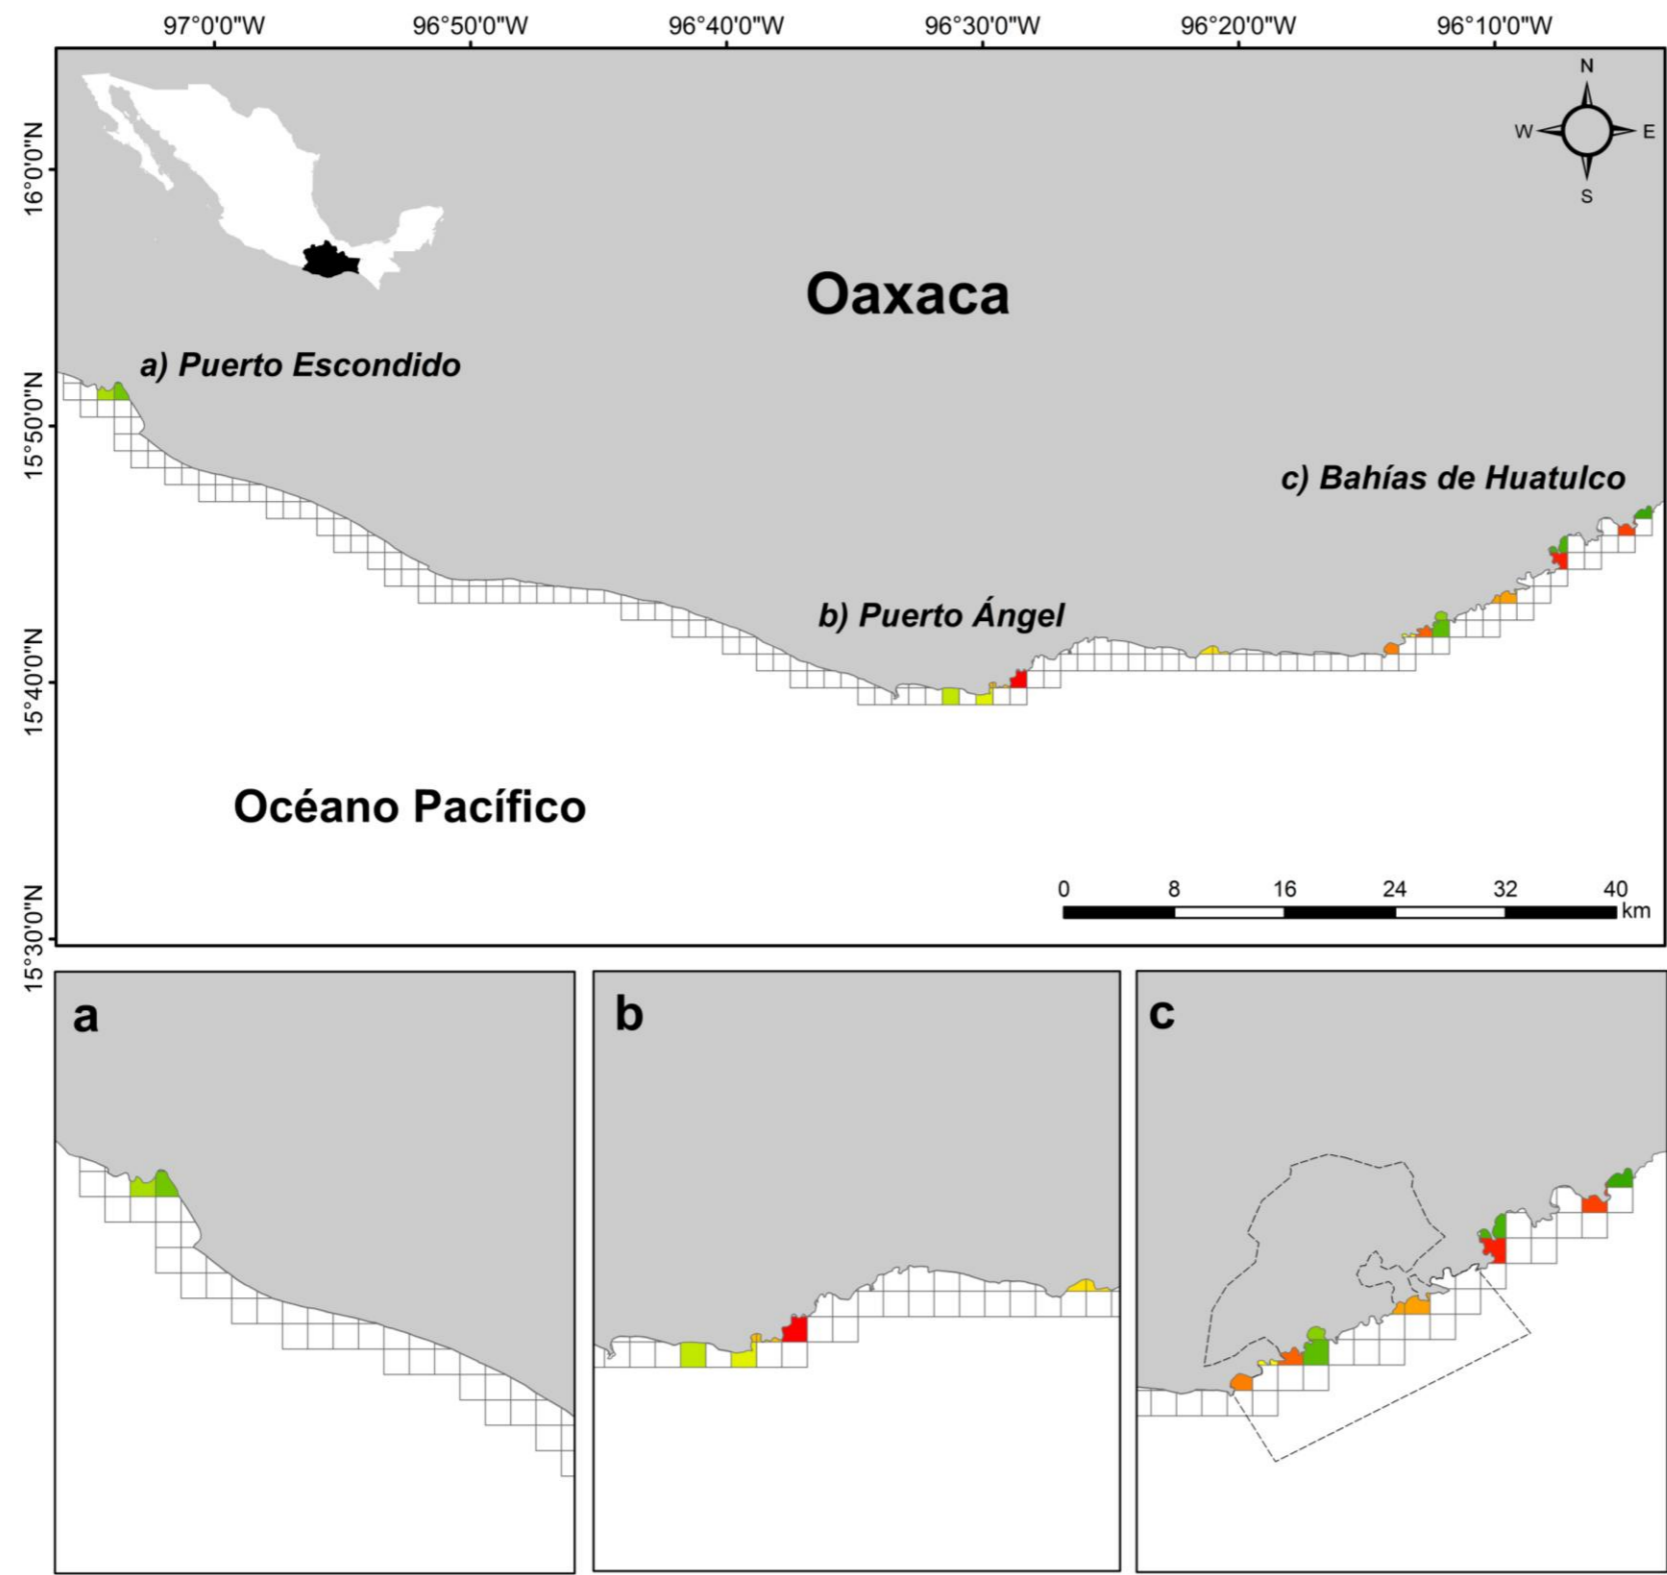 97°0'0"W 96°50'0"W 96°40'0"W 96°30'0"W 96°20'0"W 96°10'0"W
N
W E
S
16°0'0"N
Oaxaca
a) Puerto Escondido
15°50'0"N
c) Bahías de Huatulco
b) Puerto Ángel
15°40'0"N
Océano Pacífico
0 8 16 24 32 40
km
15°30'0"N
a b c